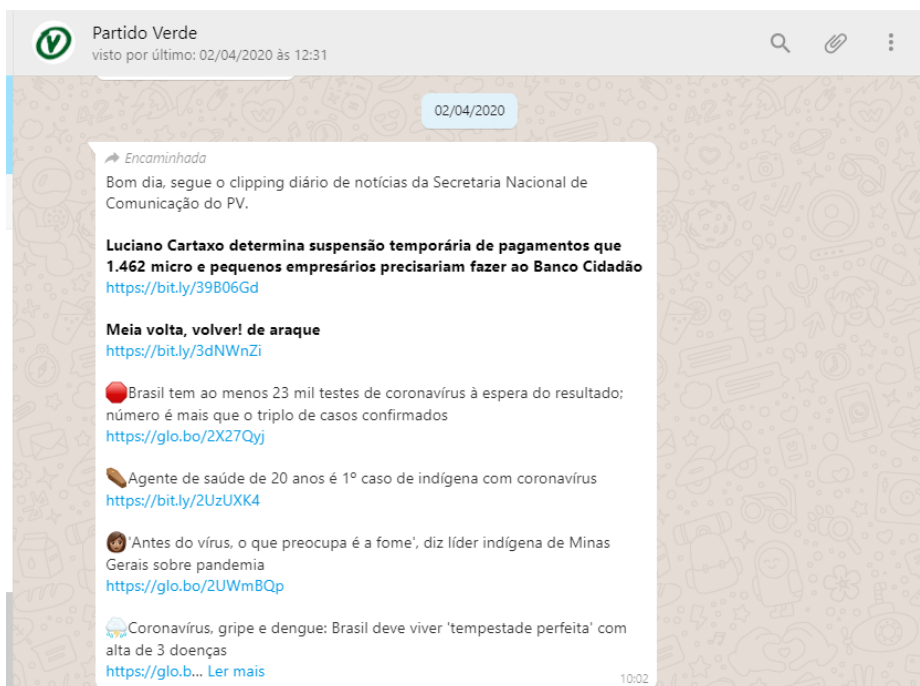 Partido Verde
visto por último: 02/04/2020 às 12:31
02/04/2020
Encaminhada
Bom dia, segue o clipping diário de notícias da Secretaria Nacional de
Comunicação do PV.
Luciano Cartaxo determina suspensão temporária de pagamentos que
1.462 micro e pequenos empresários precisariam fazer ao Banco Cidadão
https://bit.ly/39B06Gd
Meia volta, volver! de araque
https://bit.ly/3dNWnZi
Brasil tem ao menos 23 mil testes de coronavírus à espera do resultado;
número é mais que o triplo de casos confirmados
https://glo.bo/2X27Qyj
Agente de saúde de 20 anos é 1º caso de indígena com coronavírus
https://bit.ly/2UzUXK4
'Antes do vírus, o que preocupa é a fome', diz líder indígena de Minas
Gerais sobre pandemia
https://glo.bo/2UWmBQp
Coronavírus, gripe e dengue: Brasil deve viver 'tempestade perfeita' com
alta de 3 doenças
https://glo.b... Ler mais
10:02